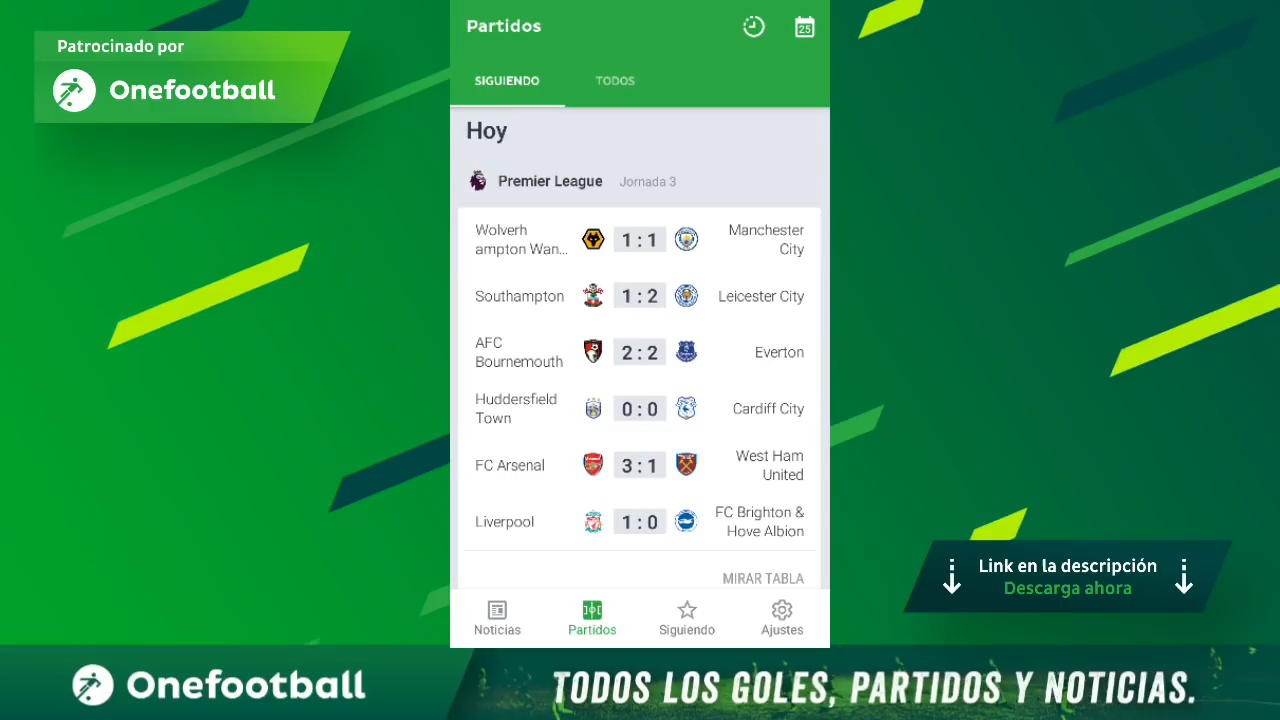 Patrocinado por
Onefootball
Partidos
25
SIGUIENDO TODOS
Hoy
Premier League Jornada 3
Wolverh
ampton Wan... 1 : 1 Manchester
City
Southampton 1 : 2 Leicester City
AFC
Bournemouth 2 : 2 Everton
Huddersfield
Town 0 : 0 Cardiff City
FC Arsenal 3 : 1 West Ham
United
Liverpool 1 : 0 FC Brighton &
Hove Albion
MIRAR TABLA
Noticias Partidos Siguiendo Ajustes
Link en la descripción
Descarga ahora
Onefootball
TODOS LOS GOLES, PARTIDOS Y NOTICIAS.